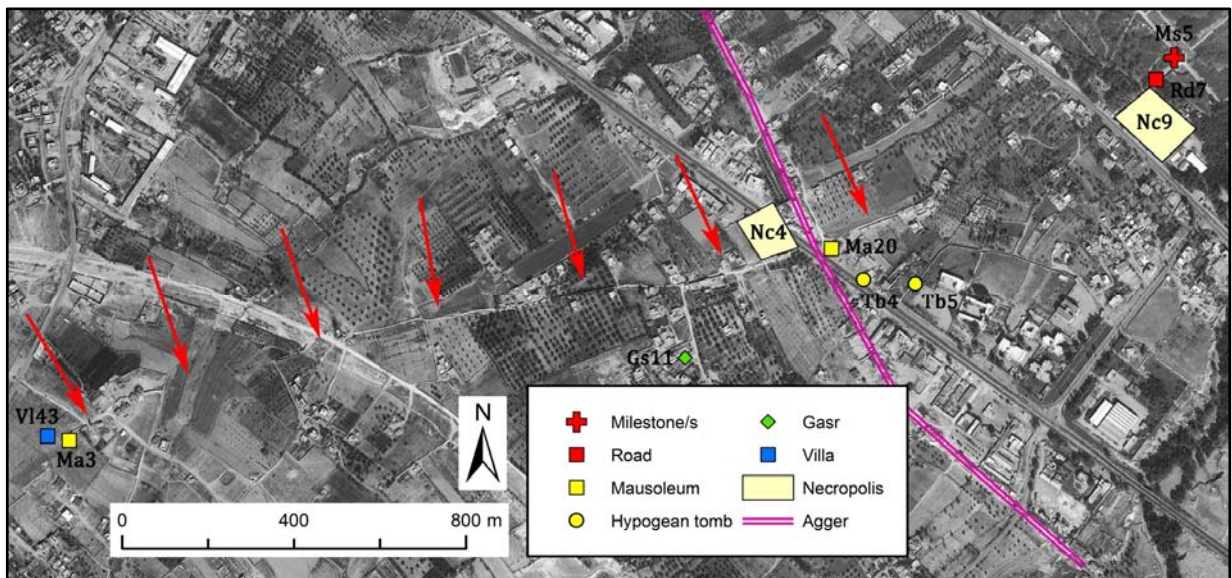 Ms5
Rd7
Nc9
Nc4
Ma20
Tb4
Tb5
Gs11
Vl43
Ma3
N
0 400 800 m
Milestone/s
Road
Mausoleum
Hypogean tomb
Gasr
Villa
Necropolis
Agger